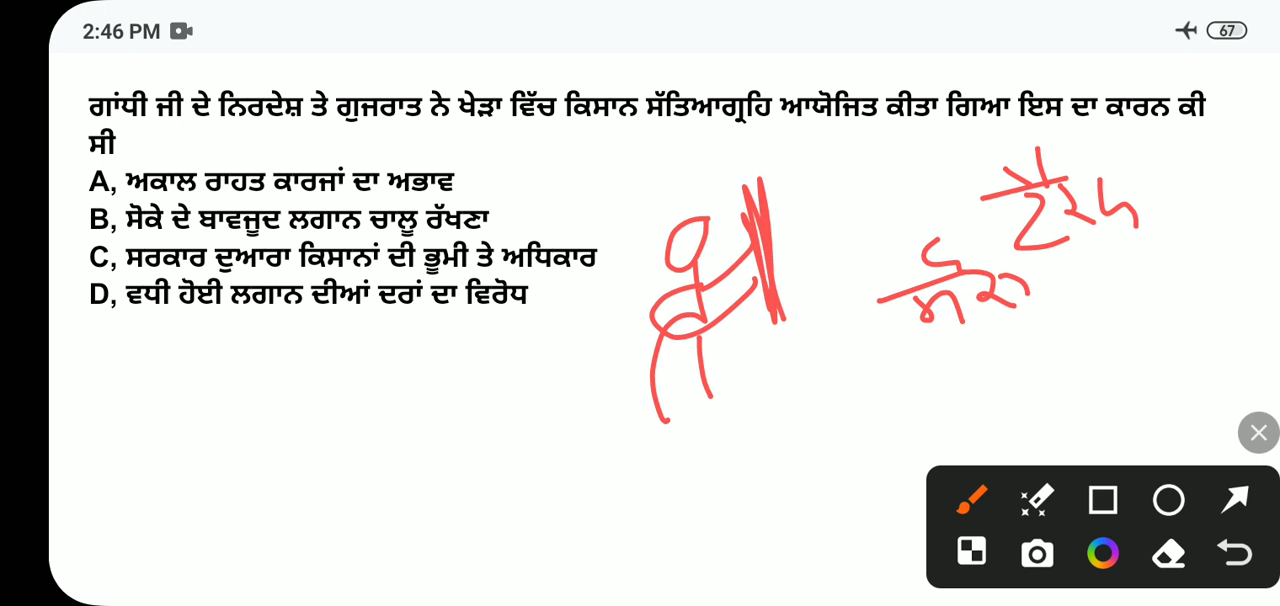 2:46 PM
67
ਗਾਂਧੀ ਜੀ ਦੇ ਨਿਰਦੇਸ਼ ਤੇ ਗੁਜਰਾਤ ਨੇ ਖੇੜਾ ਵਿੱਚ ਕਿਸਾਨ ਸੱਤਿਆਗ੍ਰਹਿ ਆਯੋਜਿਤ ਕੀਤਾ ਗਿਆ ਇਸ ਦਾ ਕਾਰਨ ਕੀ
ਸੀ
A, ਅਕਾਲ ਰਾਹਤ ਕਾਰਜਾਂ ਦਾ ਅਭਾਵ
B, ਸੋਕੇ ਦੇ ਬਾਵਜੂਦ ਲਗਾਨ ਚਾਲੂ ਰੱਖਣਾ
C, ਸਰਕਾਰ ਦੁਆਰਾ ਕਿਸਾਨਾਂ ਦੀ ਭੂਮੀ ਤੇ ਅਧਿਕਾਰ
D, ਵਧੀ ਹੋਈ ਲਗਾਨ ਦੀਆਂ ਦਰਾਂ ਦਾ ਵਿਰੋਧ